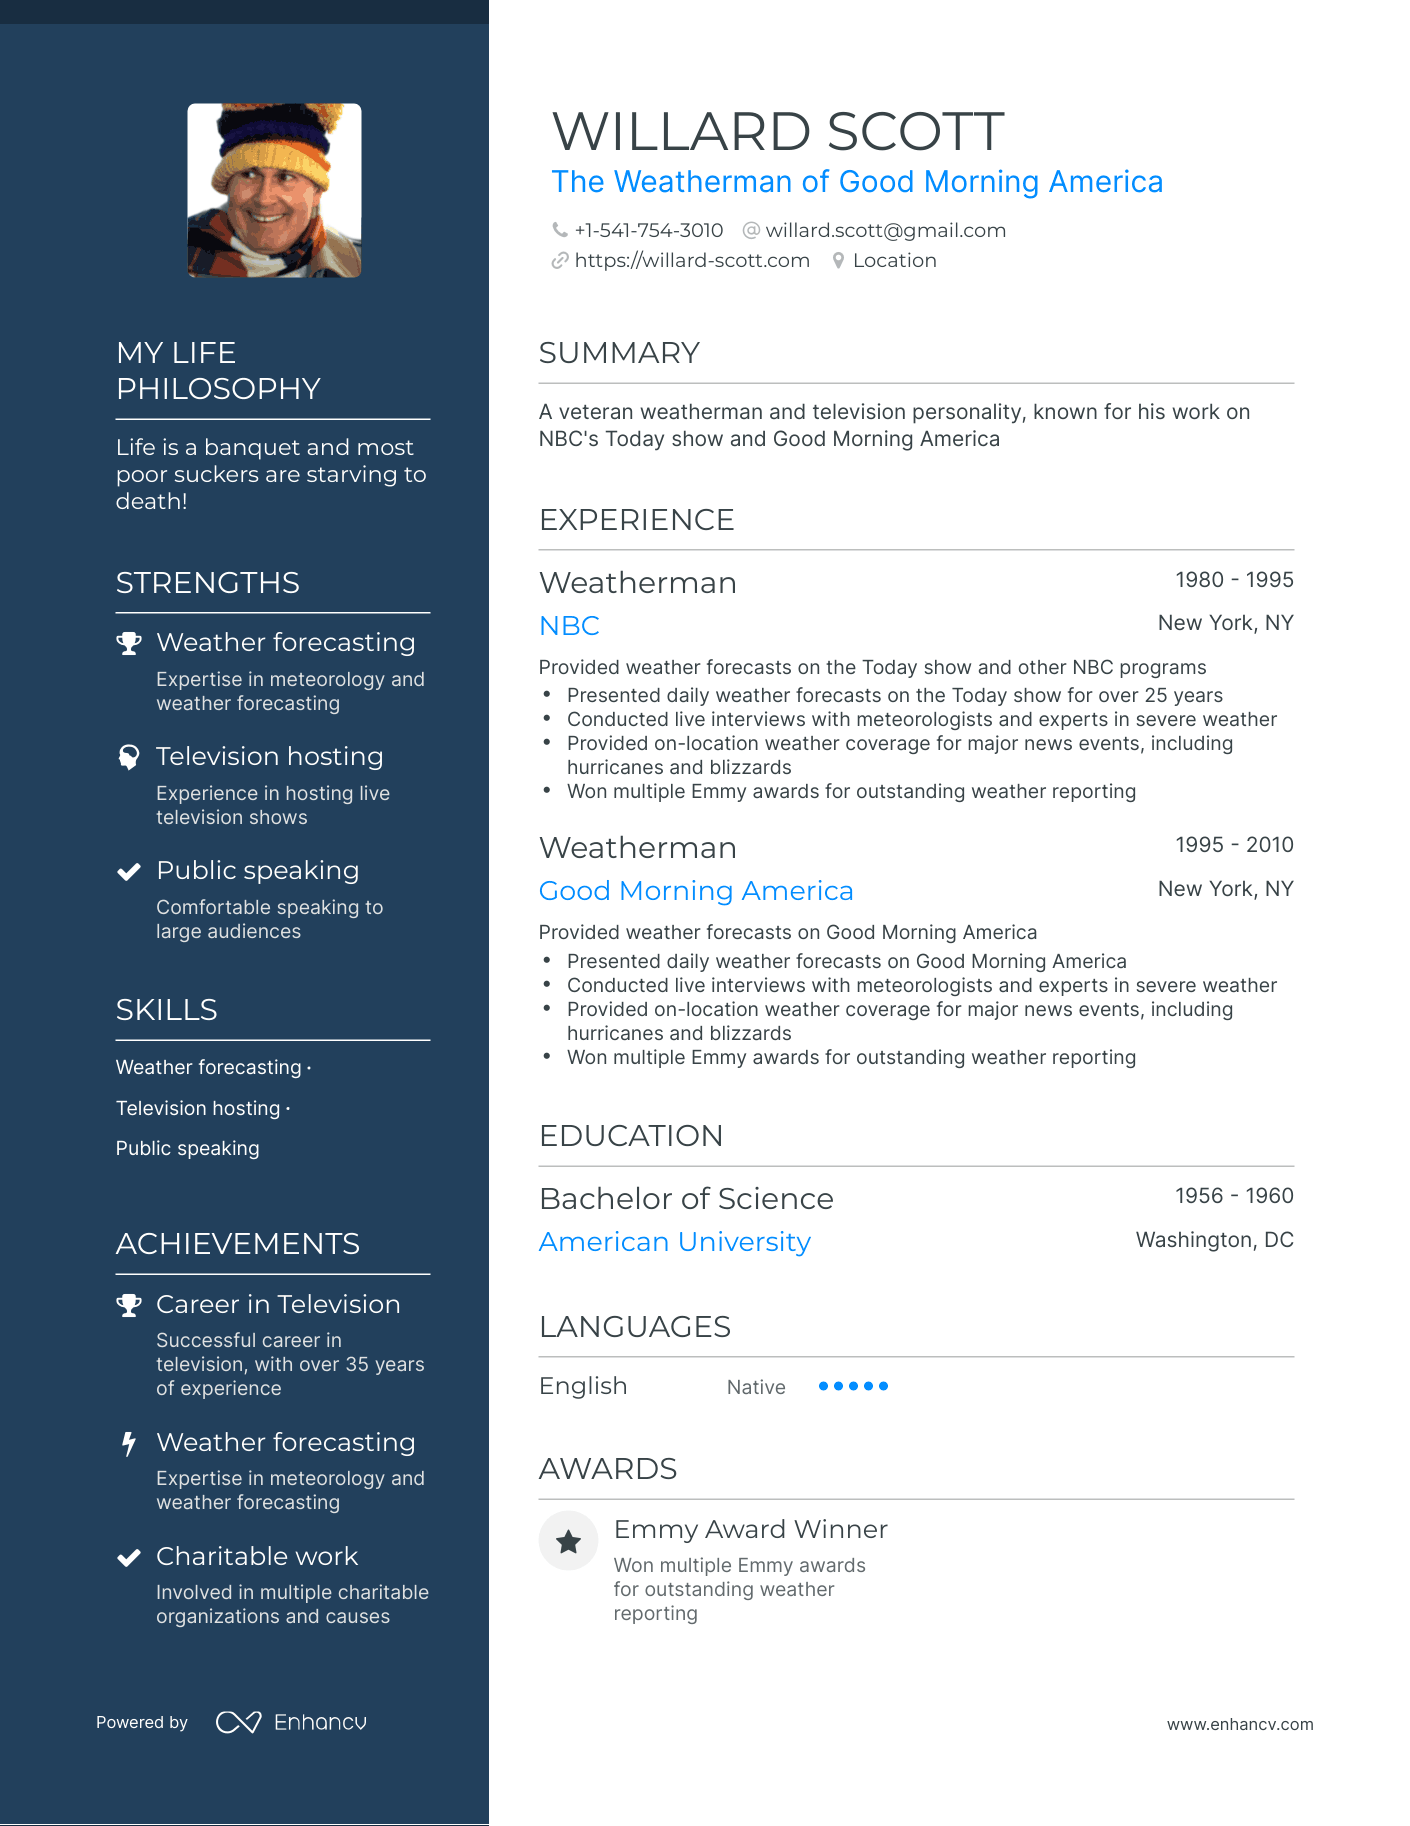 MY LIFE
PHILOSOPHY
Life is a banquet and most
poor suckers are starving to
death!
STRENGTHS
Weather forecasting
Expertise in meteorology and
weather forecasting
Television hosting
Experience in hosting live
television shows
Public speaking
Comfortable speaking to
large audiences
SKILLS
Weather forecasting ·
Television hosting ·
Public speaking
ACHIEVEMENTS
Career in Television
Successful career in
television, with over 35 years
of experience
Weather forecasting
Expertise in meteorology and
weather forecasting
Charitable work
Involved in multiple charitable
organizations and causes
Powered by Enhancv
WILLARD SCOTT
The Weatherman of Good Morning America
+1-541-754-3010 @ willard.scott@gmail.com
https://willard-scott.com Location
SUMMARY
A veteran weatherman and television personality, known for his work on
NBC's Today show and Good Morning America
EXPERIENCE
Weatherman 1980 - 1995
NBC New York, NY
Provided weather forecasts on the Today show and other NBC programs
• Presented daily weather forecasts on the Today show for over 25 years
• Conducted live interviews with meteorologists and experts in severe weather
• Provided on-location weather coverage for major news events, including
hurricanes and blizzards
• Won multiple Emmy awards for outstanding weather reporting
Weatherman 1995 - 2010
Good Morning America New York, NY
Provided weather forecasts on Good Morning America
• Presented daily weather forecasts on Good Morning America
• Conducted live interviews with meteorologists and experts in severe weather
• Provided on-location weather coverage for major news events, including
hurricanes and blizzards
• Won multiple Emmy awards for outstanding weather reporting
EDUCATION
Bachelor of Science 1956 - 1960
American University Washington, DC
LANGUAGES
English Native
AWARDS
Emmy Award Winner
Won multiple Emmy awards
for outstanding weather
reporting
www.enhancv.com